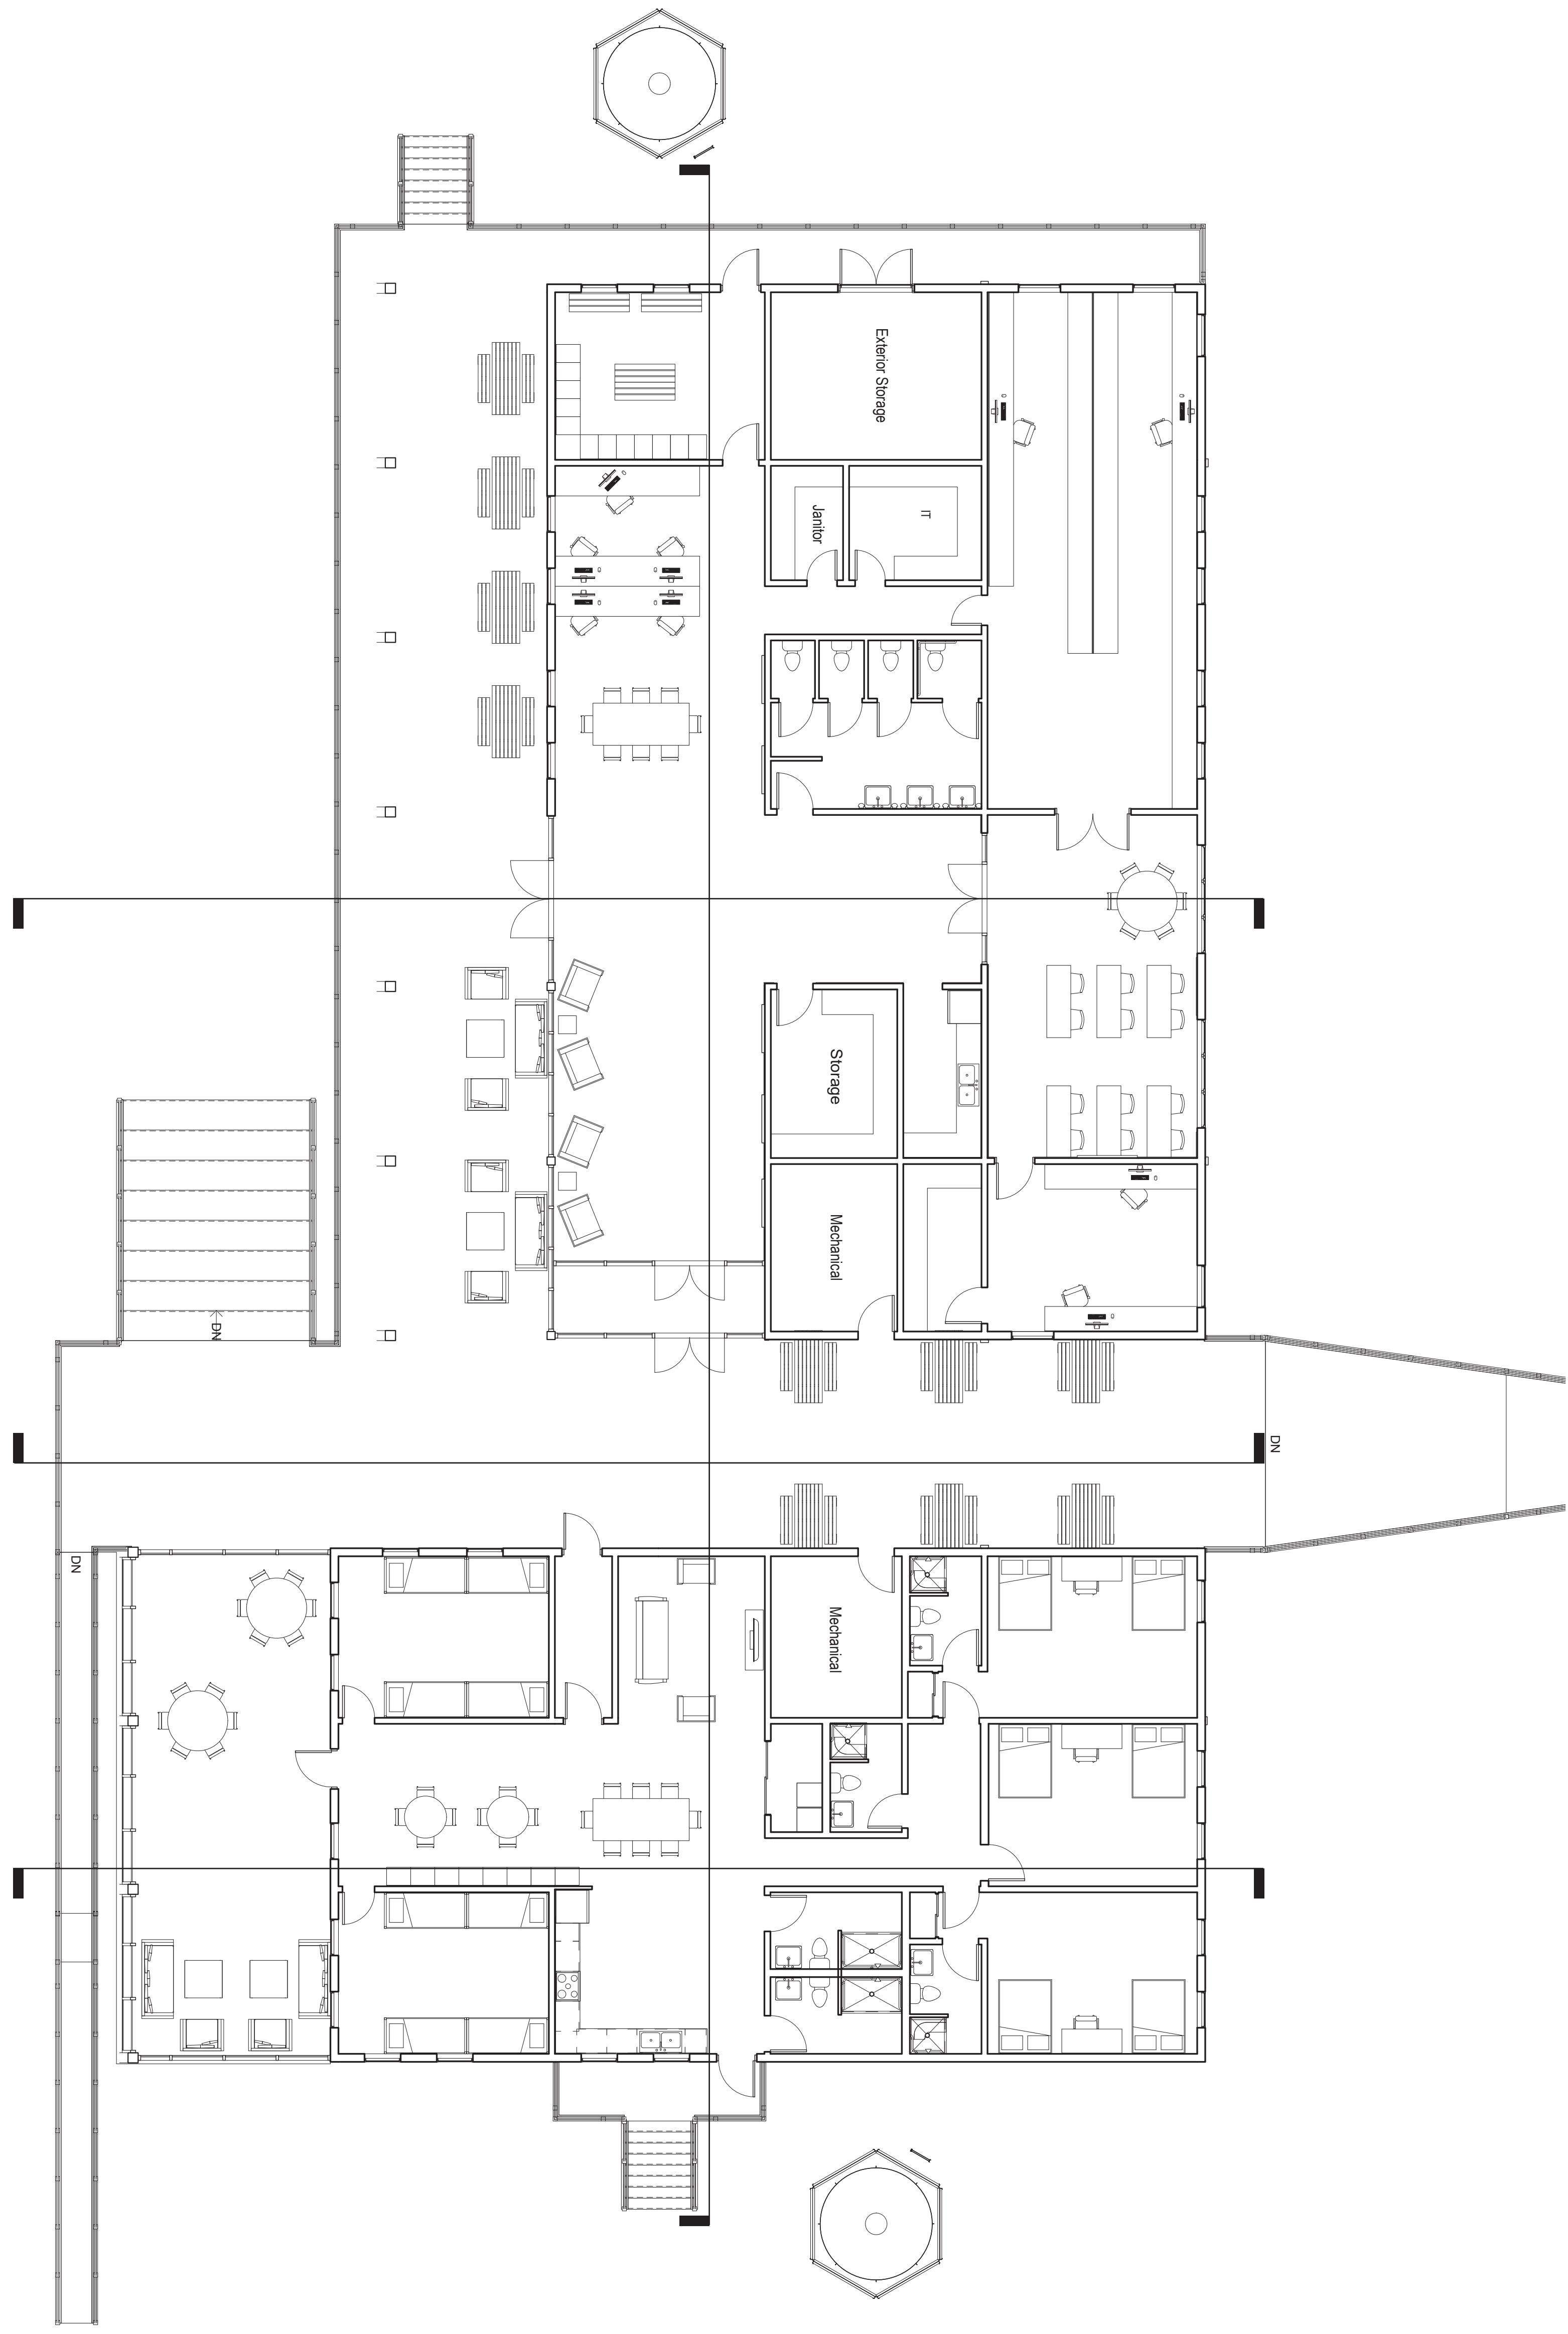 Exterior Storage
Janitor
IT
Storage
Mechanical
DN
DN
DN
Mechanical